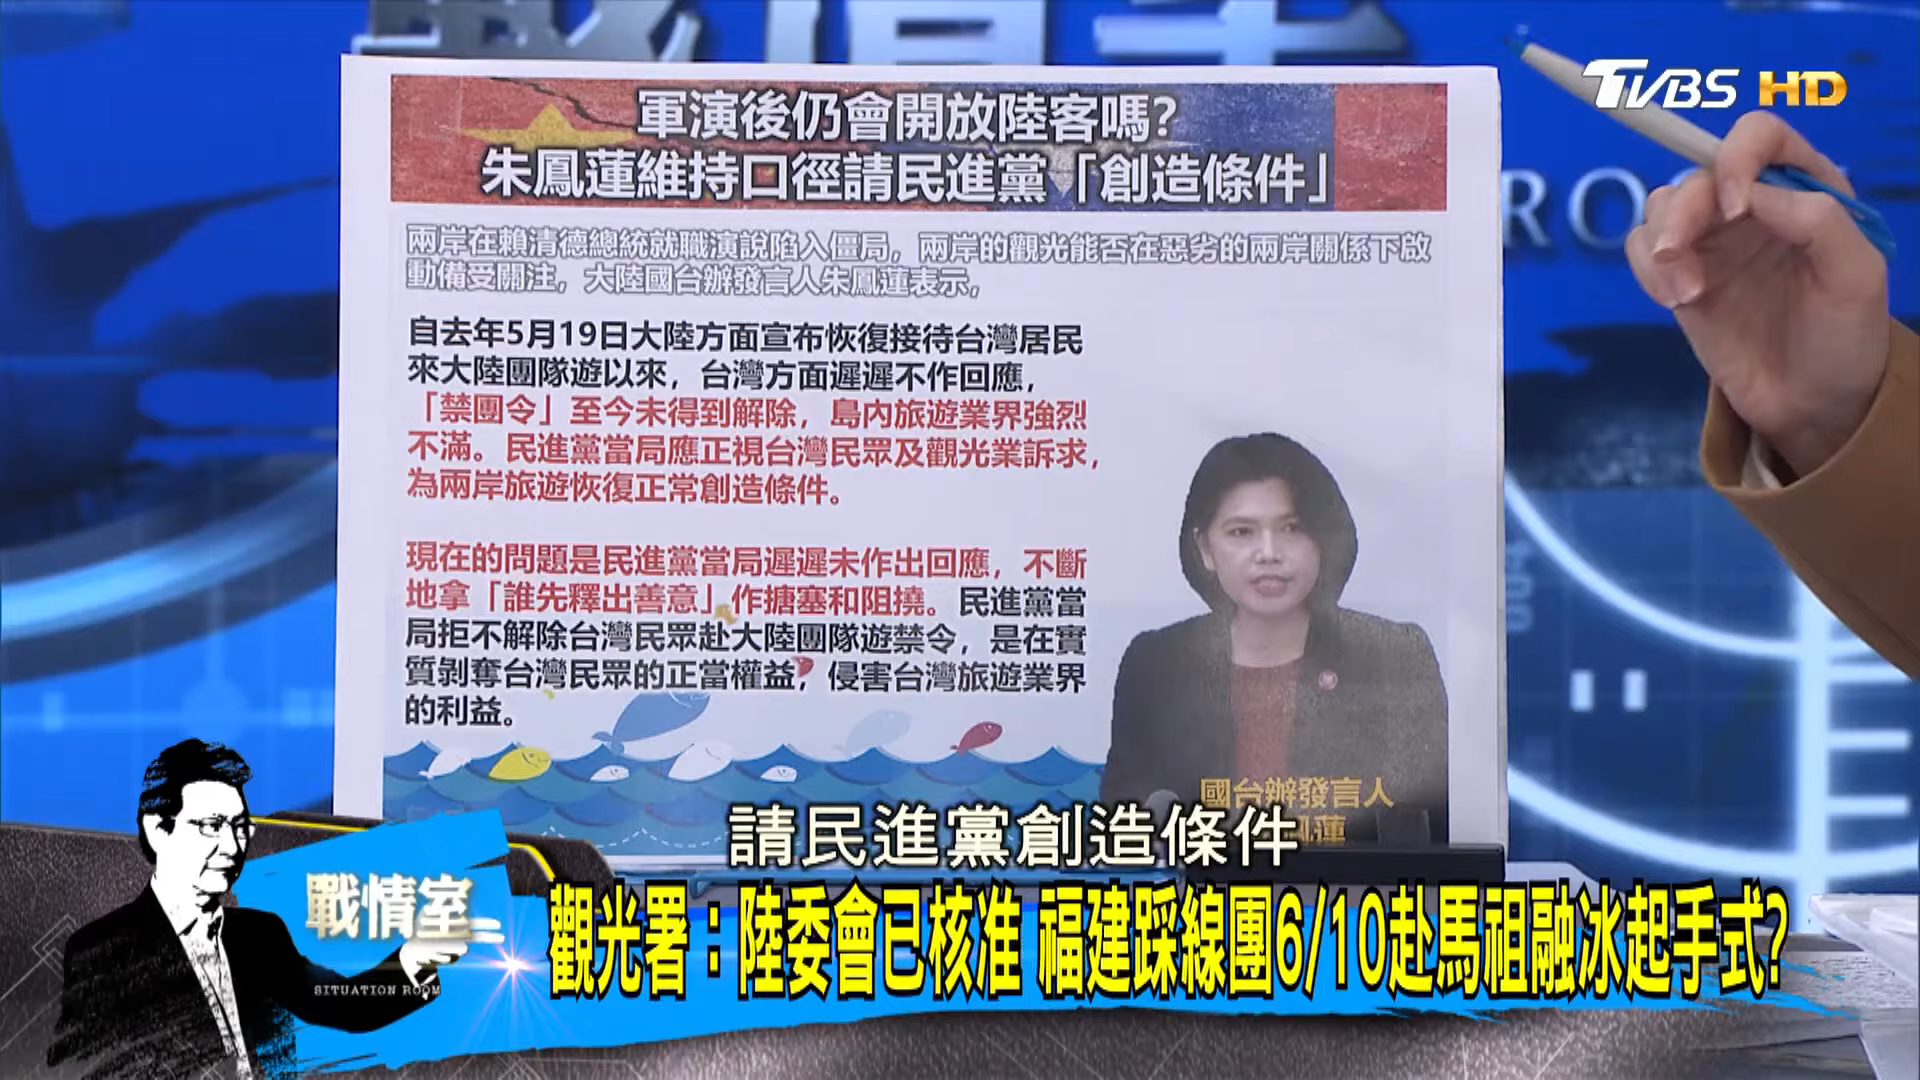 TVBS HD
軍演後仍會開放陸客嗎?
朱鳳蓮維持口徑請民進黨「創造條件」
兩岸在賴清德總統就職演說陷入僵局，兩岸的觀光能否在惡劣的兩岸關係下啟
動備受關注，大陸國台辦發言人朱鳳蓮表示，
自去年5月19日大陸方面宣布恢復接待台灣居民
來大陸團隊遊以來，台灣方面遲遲不作回應，
「禁團令」至今未得到解除，島內旅遊業界強烈
不滿。民進黨當局應正視台灣民眾及觀光業訴求，
為兩岸旅遊恢復正常創造條件。
現在的問題是民進黨當局遲遲未作出回應，不斷
地拿「誰先釋出善意」作搪塞和阻撓。民進黨當
局拒不解除台灣民眾赴大陸團隊遊禁令，是在實
質剝奪台灣民眾的正當權益，侵害台灣旅遊業界
的利益。
國台辦發言人
蓮
請民進黨創造條件
戰情室
SITUATION ROOM
觀光署：陸委會已核准 福建踩線團6/10赴馬祖融冰起手式?